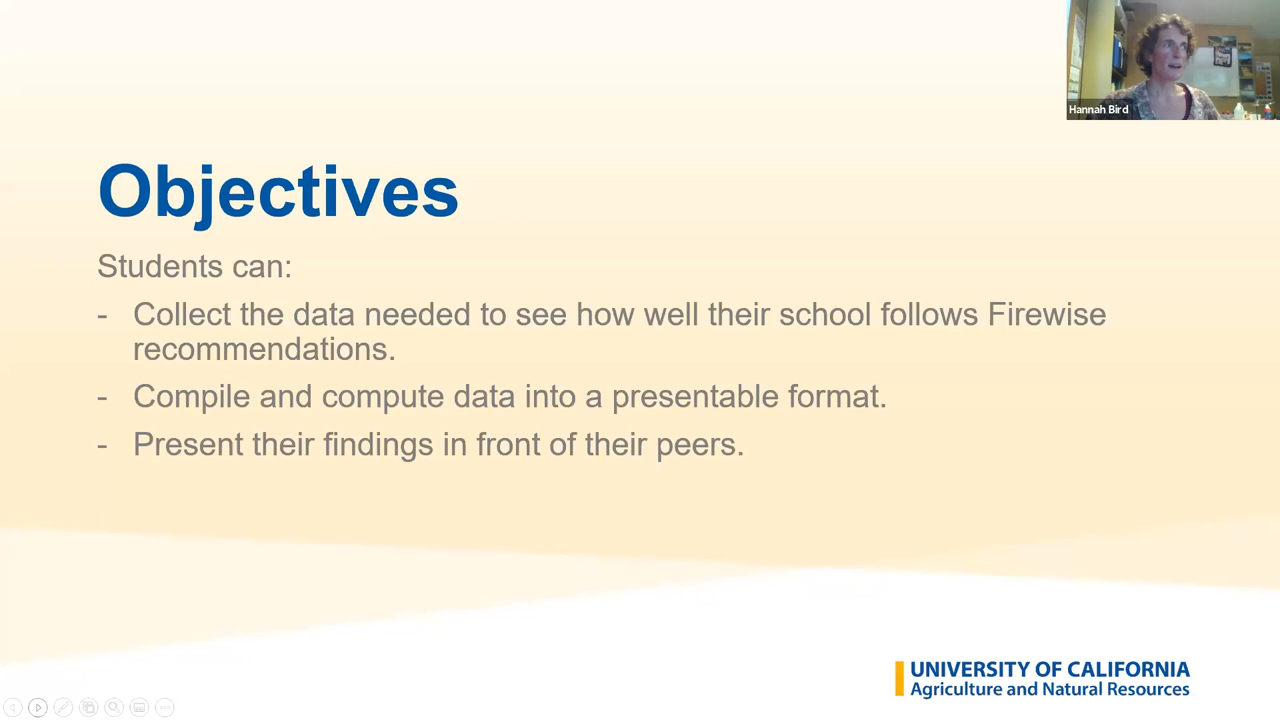 Hannah Bird
Objectives
Students can:
- Collect the data needed to see how well their school follows Firewise
recommendations.
- Compile and compute data into a presentable format.
- Present their findings in front of their peers.
UNIVERSITY OF CALIFORNIA
Agriculture and Natural Resources